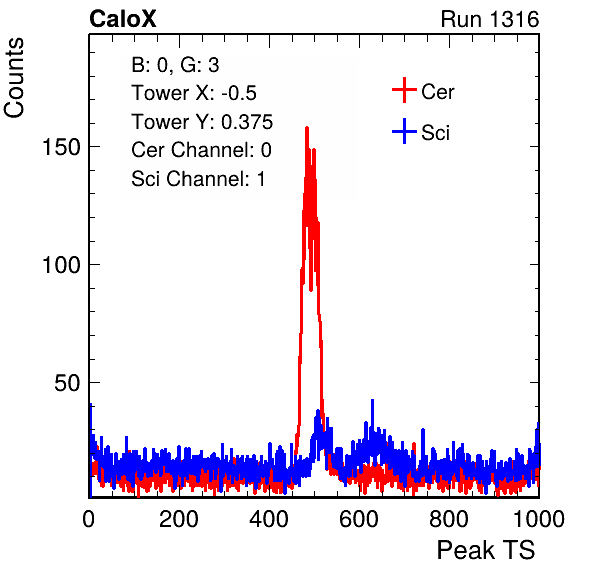 CaloX Run 1316
Counts
B: 0, G: 3
Tower X: -0.5
Tower Y: 0.375
Cer Channel: 0
Sci Channel: 1
Cer
Sci
150
100
50
0 200 400 600 800 1000
Peak TS